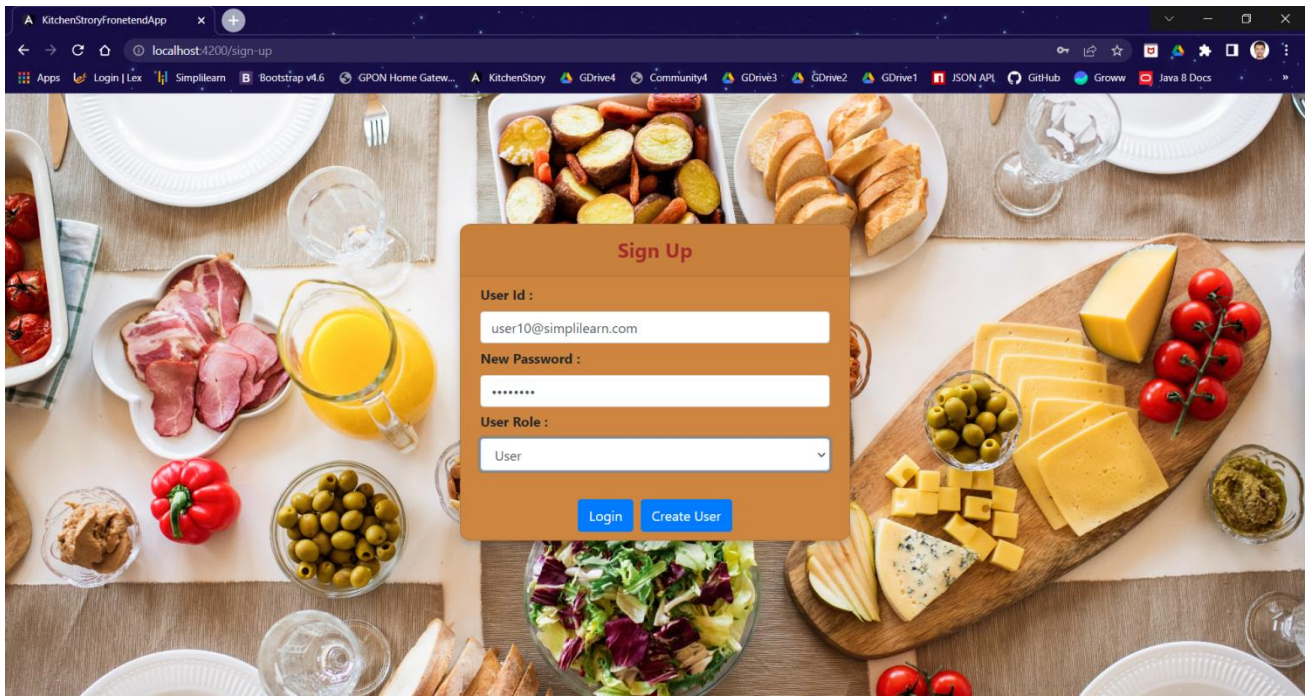 KitchenStroryFronetendApp
localhost:4200/sign-up
Apps Login | Lex Simplilearn B Bootstrap v4.6 GPON Home Gatew... KitchenStory GDrive4 Community4 GDrive3 GDrive2 GDrive1 JSON API, GitHub Groww Java 8 Docs »
Sign Up
User Id :
user10@simplilearn.com
New Password :
••••••••
User Role :
User
Login Create User